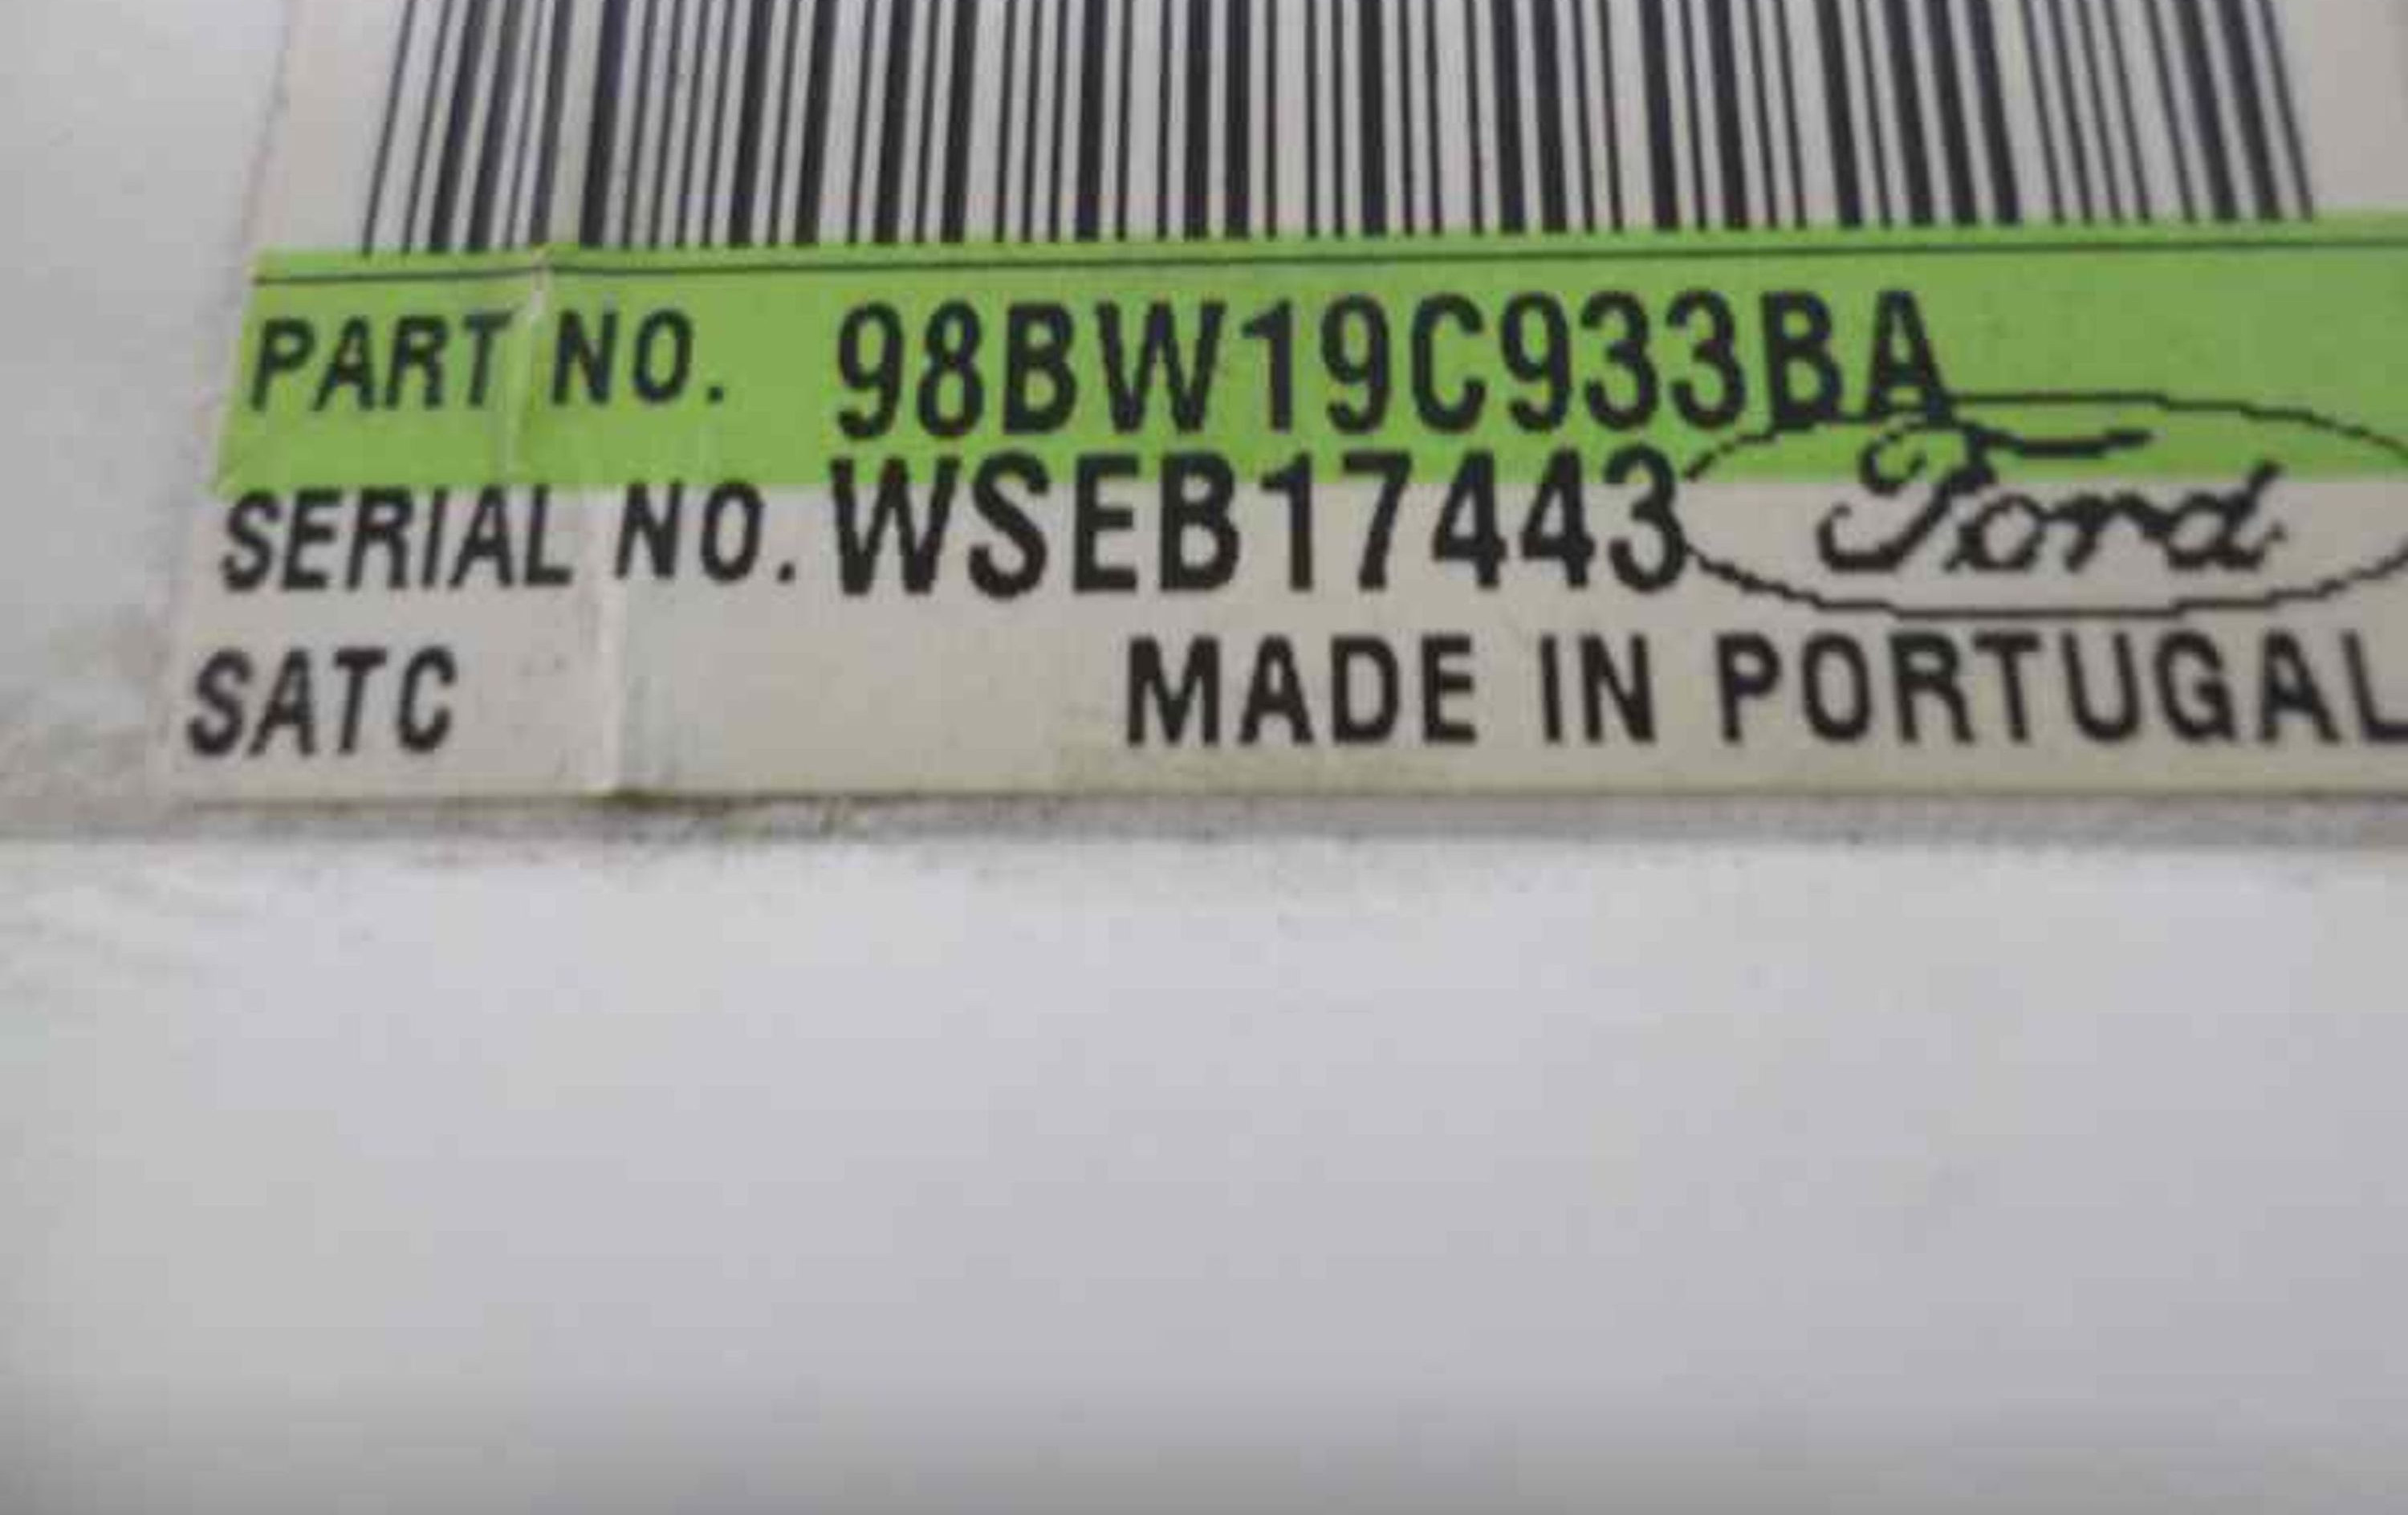 PART NO. 98BW19C933BA
SERIAL NO. WSEB17443 Ford
SATC MADE IN PORTUGAL